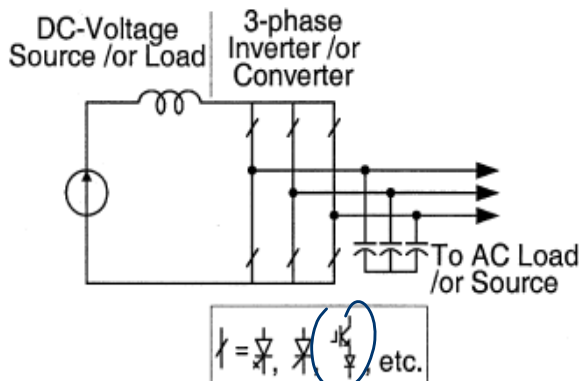 DC-Voltage
Source /or Load
3-phase
Inverter /or
Converter
To AC Load
/or Source
= , , , etc.